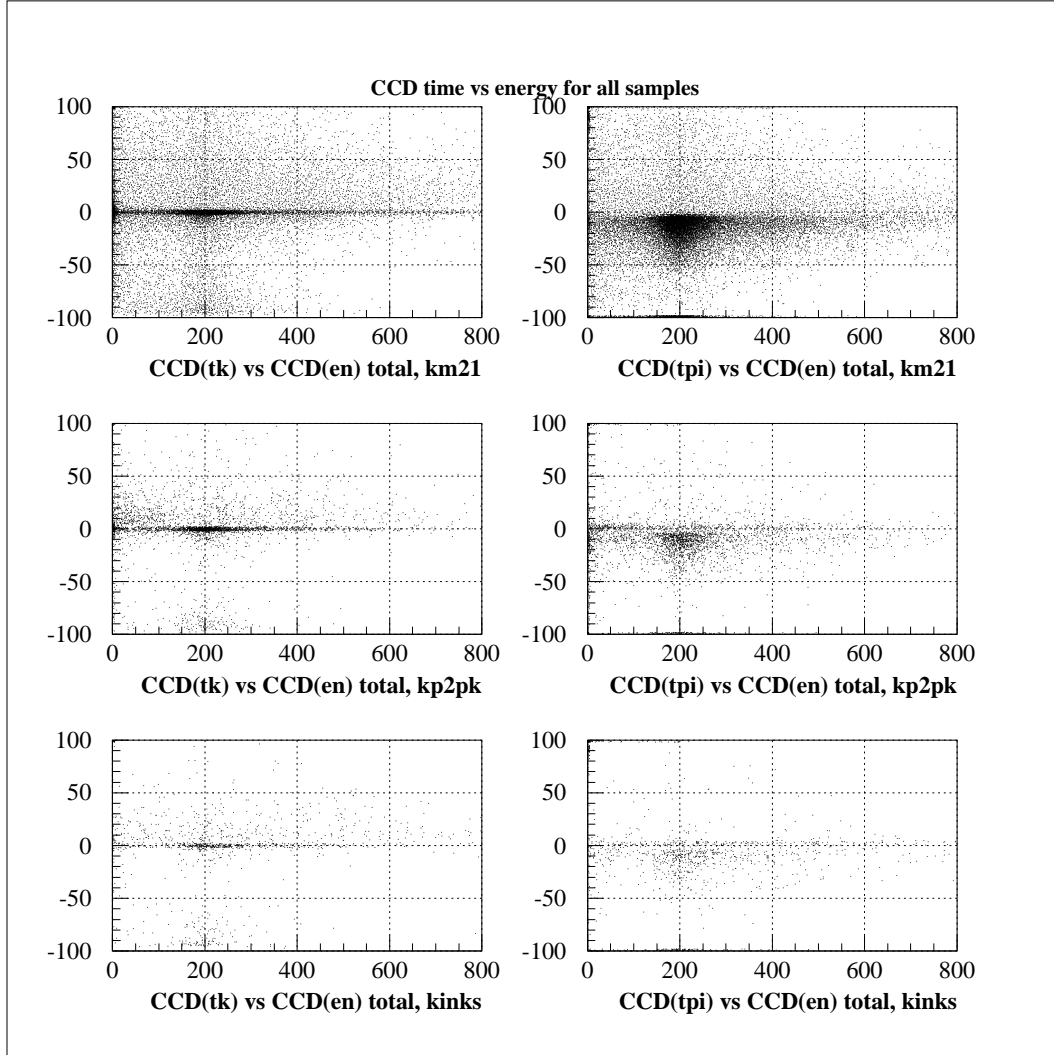 CCD time vs energy for all samples
100
50
0
-50
-100
0 200 400 600 800
CCD(tk) vs CCD(en) total, km21
100
50
0
-50
-100
0 200 400 600 800
CCD(tpi) vs CCD(en) total, km21
100
50
0
-50
-100
0 200 400 600 800
CCD(tk) vs CCD(en) total, kp2pk
100
50
0
-50
-100
0 200 400 600 800
CCD(tpi) vs CCD(en) total, kp2pk
100
50
0
-50
-100
0 200 400 600 800
CCD(tk) vs CCD(en) total, kinks
100
50
0
-50
-100
0 200 400 600 800
CCD(tpi) vs CCD(en) total, kinks